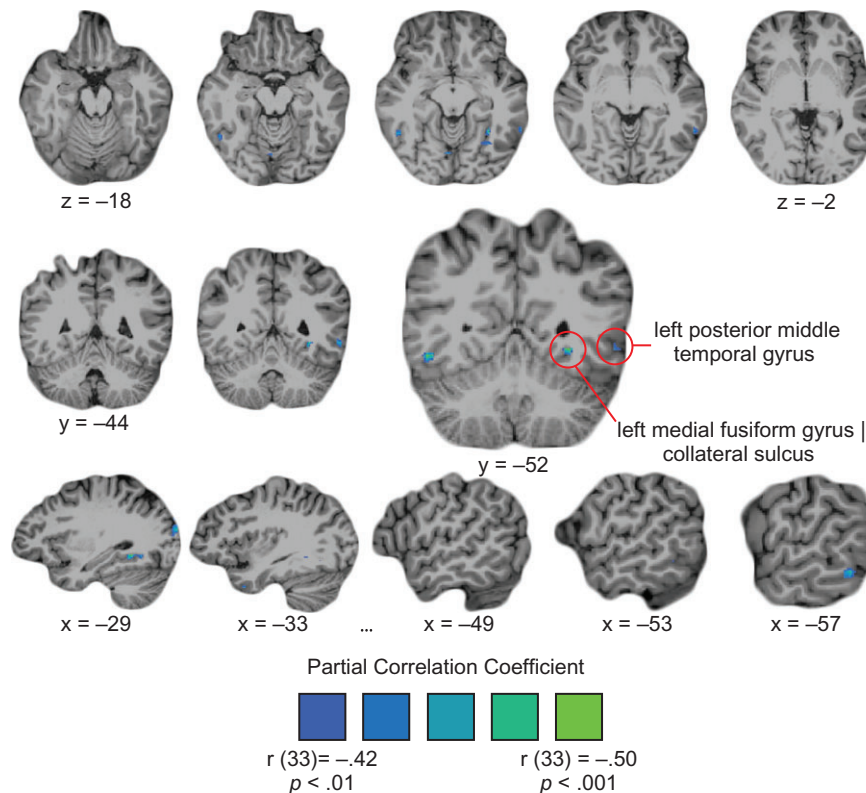 z = –18
z = –2
left posterior middle
temporal gyrus
left medial fusiform gyrus |
collateral sulcus
y = –44
y = –52
x = –29
x = –33
...
x = –49
x = –53
x = –57
Partial Correlation Coefficient
r (33)= –.42
p < .01
r (33) = –.50
p < .001